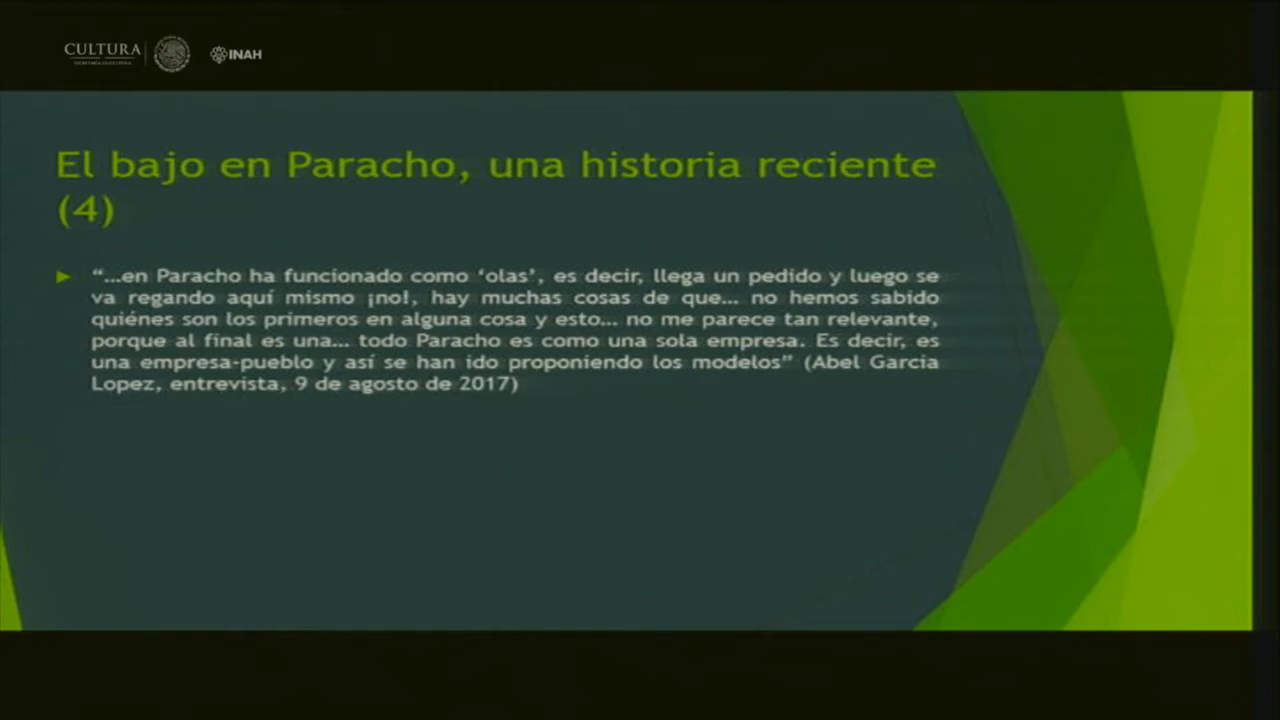 CULTURA
SECRETARÍA DE CULTURA
INAH
El bajo en Paracho, una historia reciente
(4)
“...en Paracho ha funcionado como ‘olas’, es decir, llega un pedido y luego se
va regando aquí mismo ¡no!, hay muchas cosas de que... no hemos sabido
quiénes son los primeros en alguna cosa y esto... no me parece tan relevante,
porque al final es una... todo Paracho es como una sola empresa. Es decir, es
una empresa-pueblo y así se han ido proponiendo los modelos” (Abel Garcia
Lopez, entrevista, 9 de agosto de 2017)